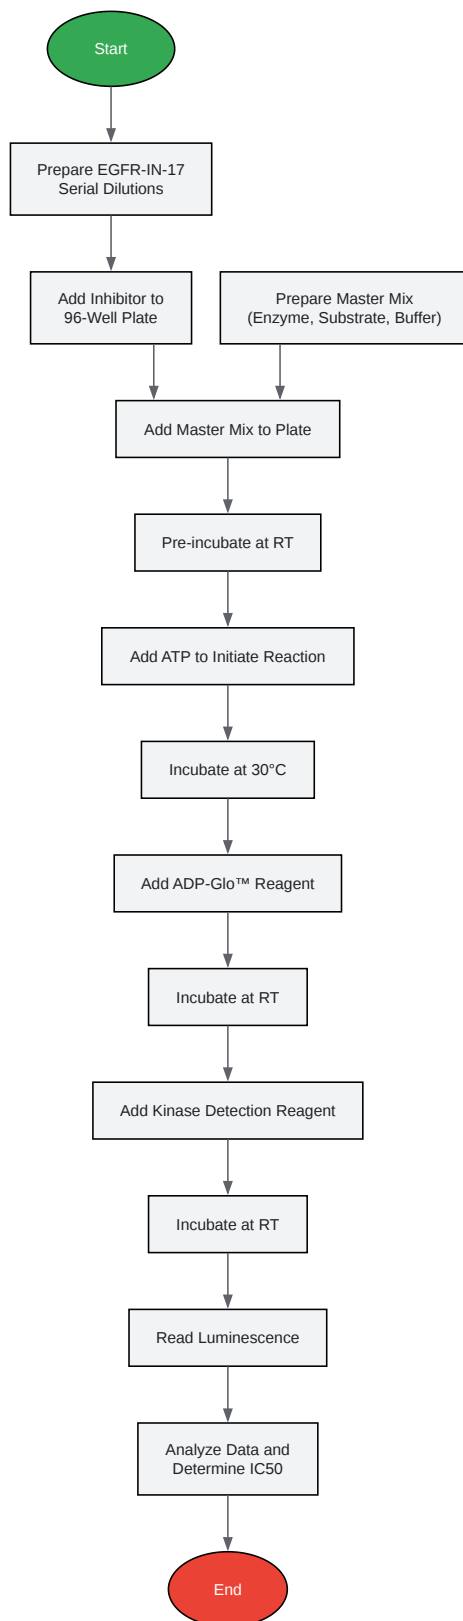 Start
Prepare EGFR-IN-17
Serial Dilutions
Add Inhibitor to
96-Well Plate
Prepare Master Mix
(Enzyme, Substrate, Buffer)
Add Master Mix to Plate
Pre-incubate at RT
Add ATP to Initiate Reaction
Incubate at 30°C
Add ADP-Glo™ Reagent
Incubate at RT
Add Kinase Detection Reagent
Incubate at RT
Read Luminescence
Analyze Data and
Determine IC50
End